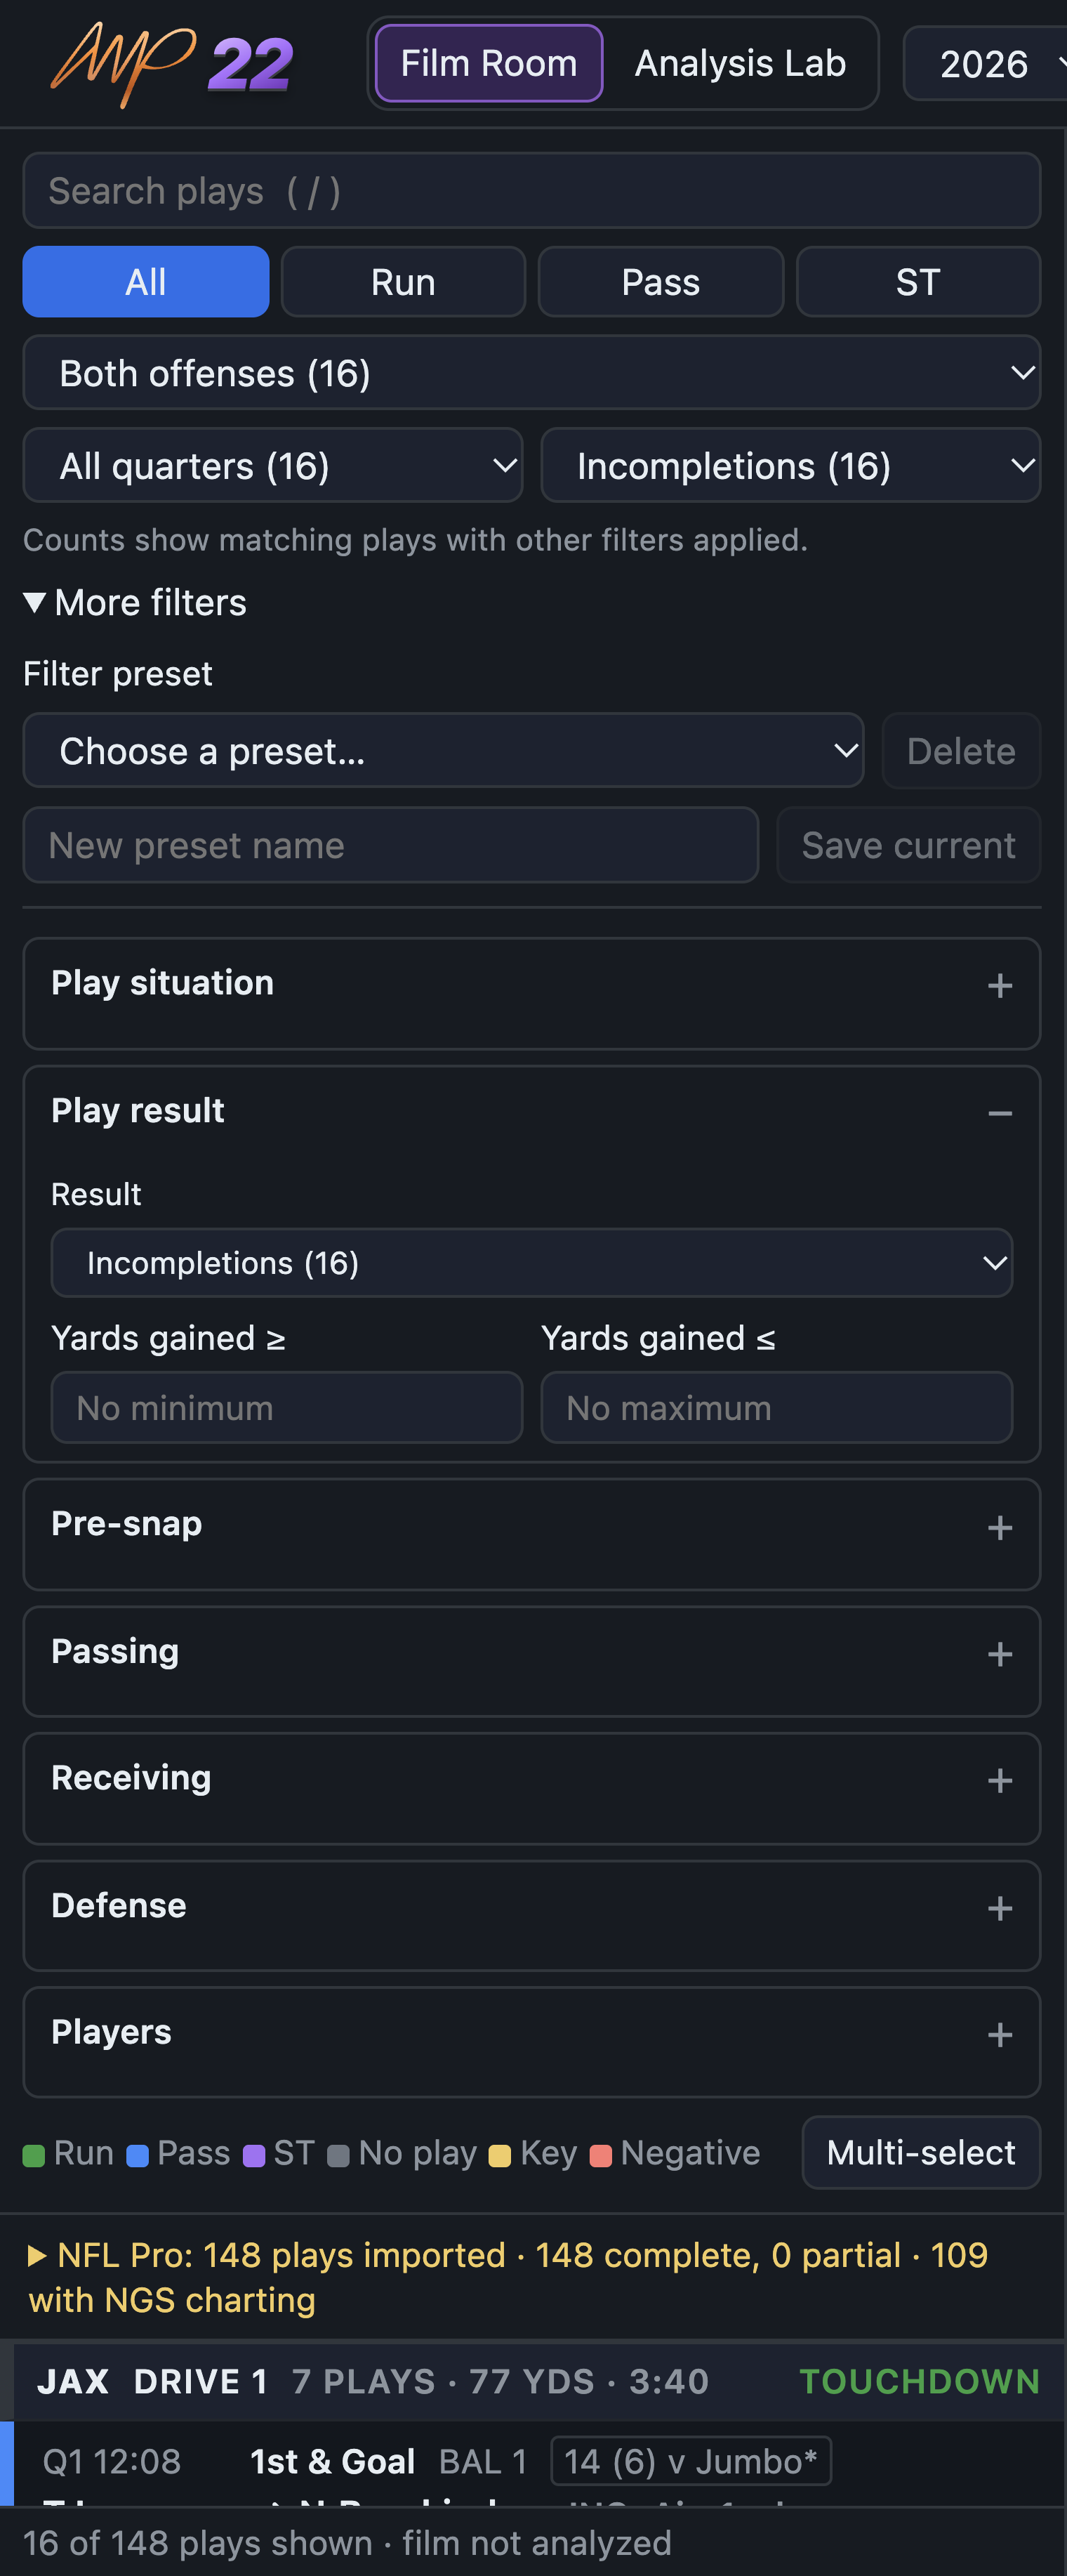 AMP 22 Film Room Analysis Lab 2026
Search plays ( / )
All Run Pass ST
Both offenses (16)
All quarters (16) Incompletions (16)
Counts show matching plays with other filters applied.
▼ More filters
Filter preset
Choose a preset... Delete
New preset name Save current
Play situation +
Play result −
Result
Incompletions (16)
Yards gained ≥ Yards gained ≤
No minimum No maximum
Pre-snap +
Passing +
Receiving +
Defense +
Players +
Run Pass ST No play Key Negative Multi-select
▶ NFL Pro: 148 plays imported · 148 complete, 0 partial · 109
with NGS charting
JAX DRIVE 1 7 PLAYS · 77 YDS · 3:40 TOUCHDOWN
Q1 12:08 1st & Goal BAL 1 14 (6) v Jumbo*
16 of 148 plays shown · film not analyzed